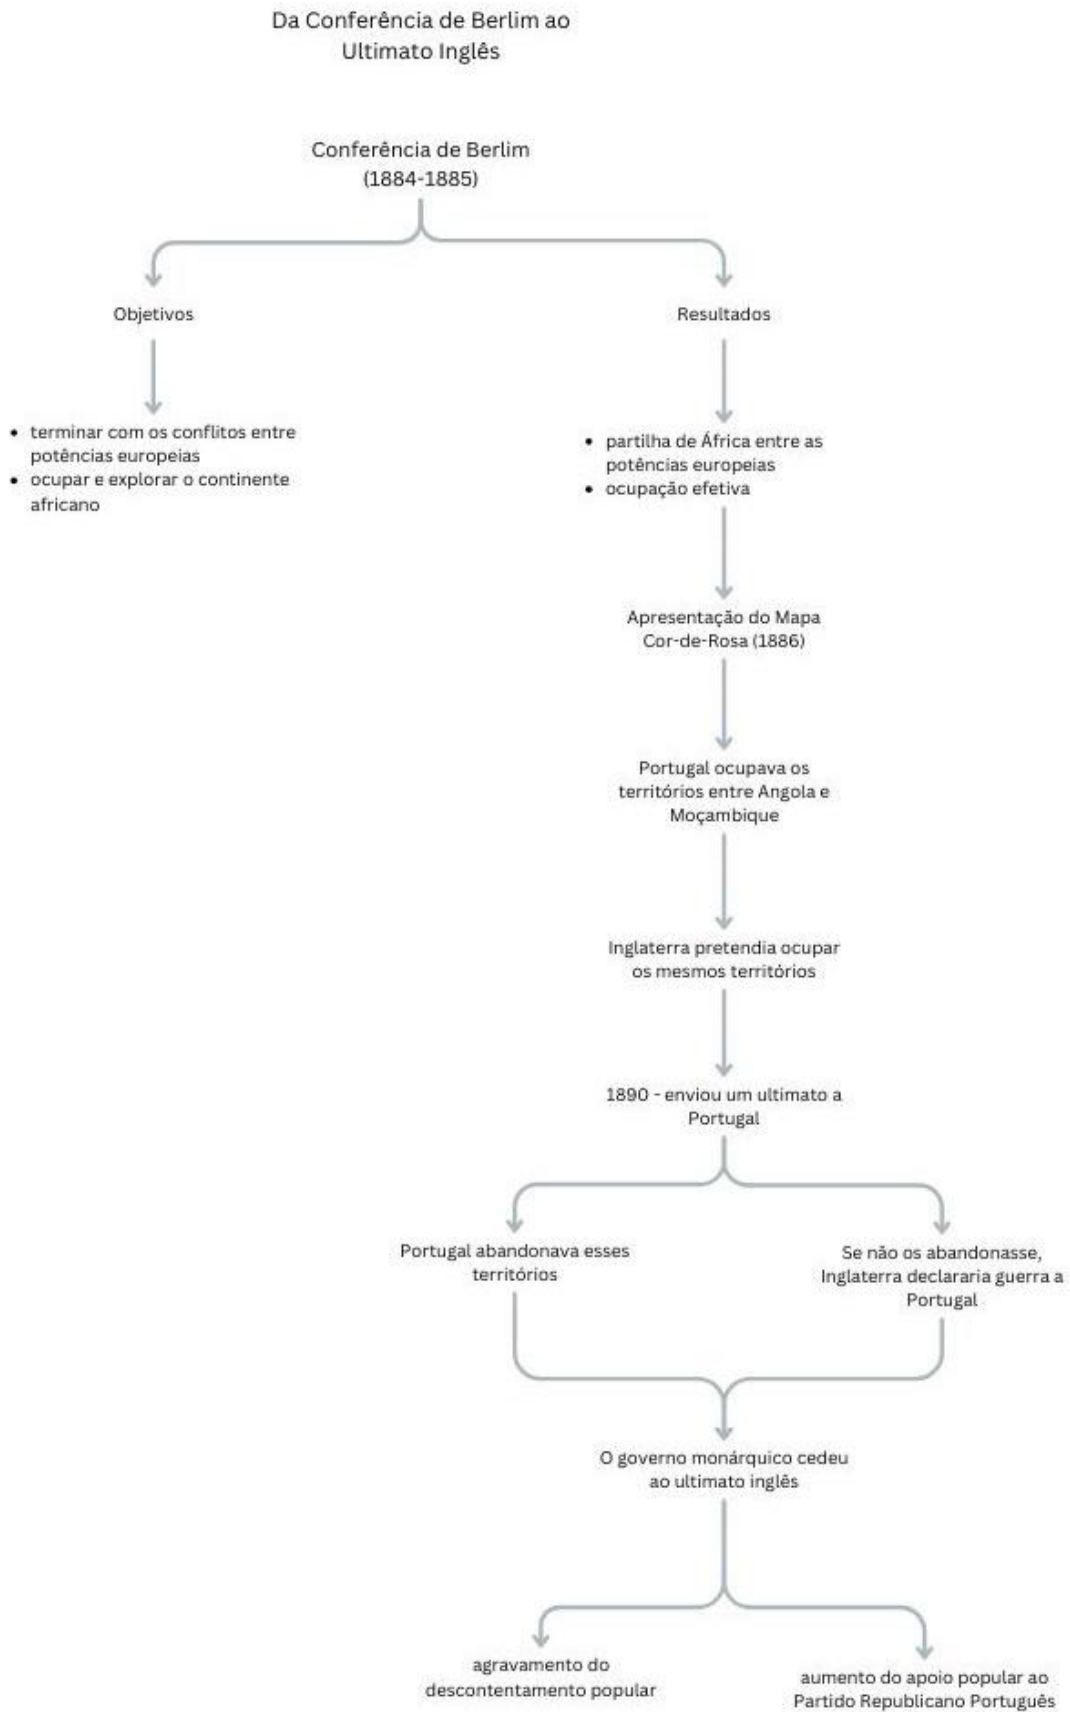 Da Conferência de Berlim ao
Ultimato Inglês
Conferência de Berlim
(1884-1885)
Objetivos
Resultados
• terminar com os conflitos entre
potências europeias
• ocupar e explorar o continente
africano
• partilha de África entre as
potências europeias
• ocupação efetiva
Apresentação do Mapa
Cor-de-Rosa (1886)
Portugal ocupava os
territórios entre Angola e
Moçambique
Inglaterra pretendia ocupar
os mesmos territórios
1890 - enviou um ultimato a
Portugal
Portugal abandonava esses
territórios
Se não os abandonasse,
Inglaterra declararia guerra a
Portugal
O governo monárquico cedeu
ao ultimato inglês
agravamento do
descontentamento popular
aumento do apoio popular ao
Partido Republicano Português